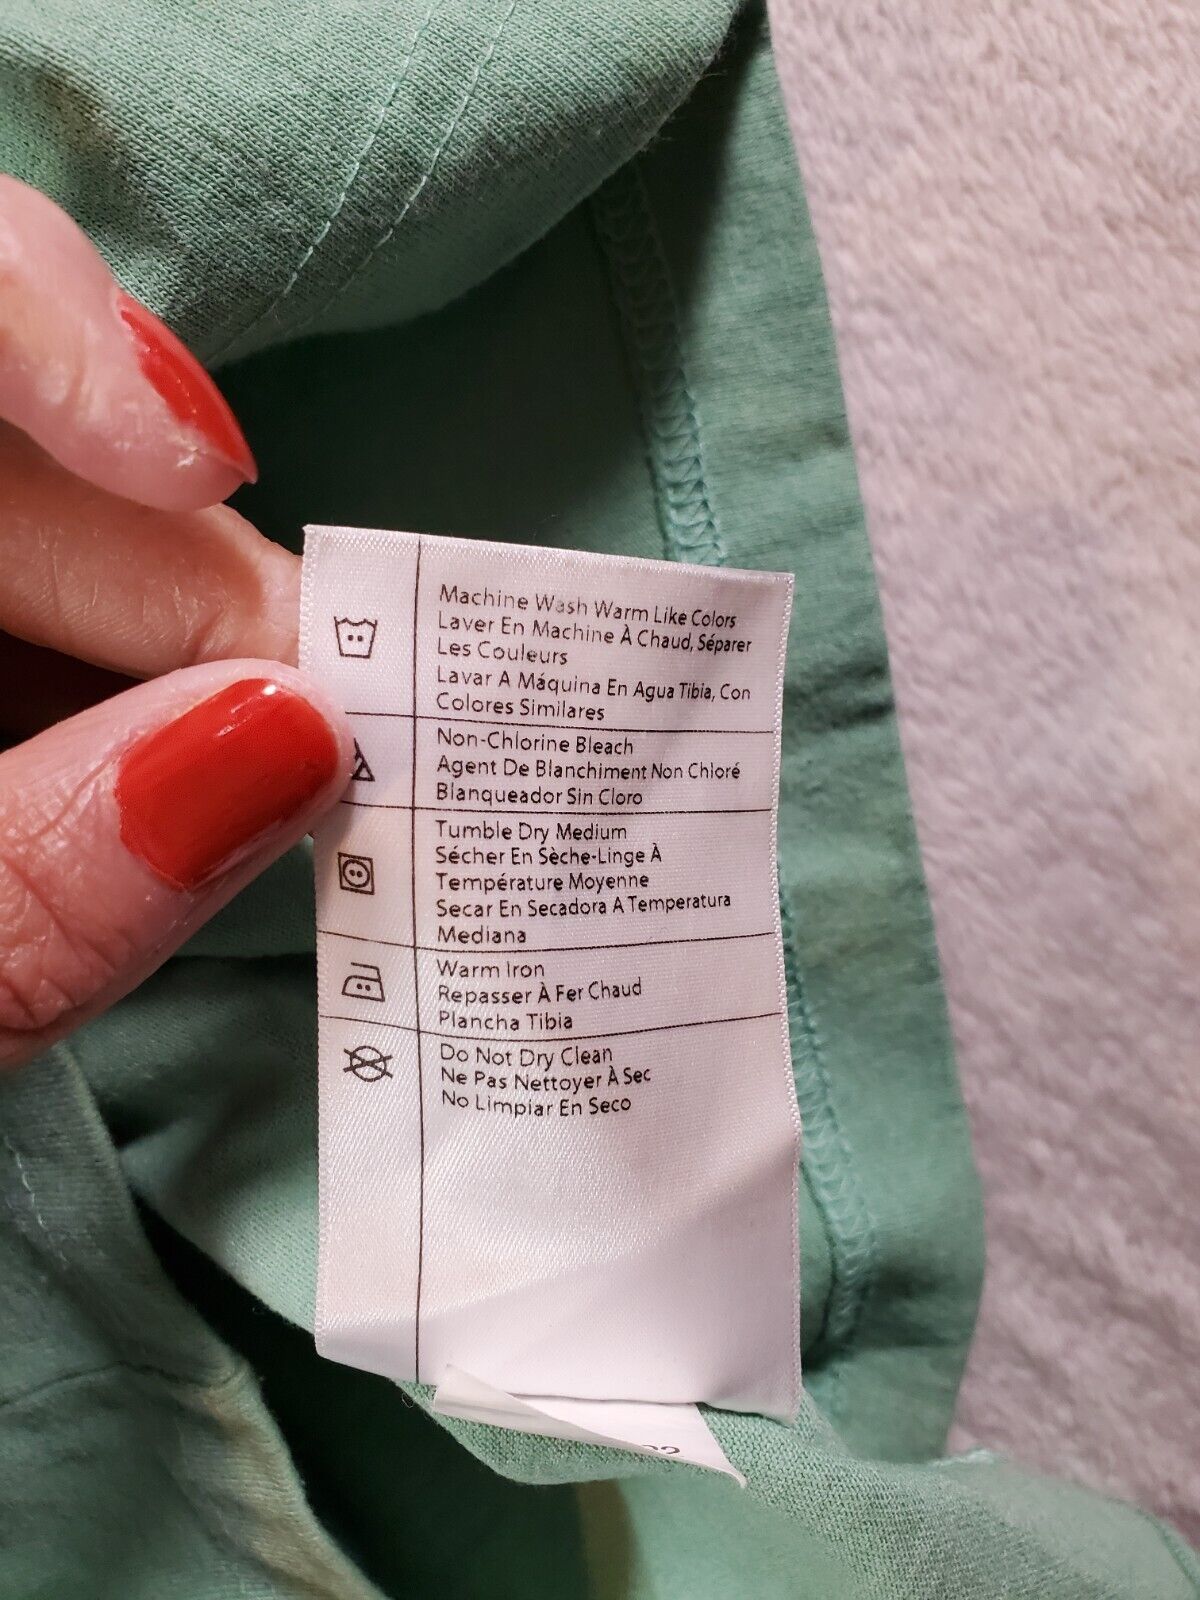 Machine Wash Warm Like Colors
Laver En Machine À Chaud, Séparer
Les Couleurs
Lavar A Máquina En Agua Tibia, Con
Colores Similares
Non-Chlorine Bleach
Agent De Blanchiment Non Chloré
Blanqueador Sin Cloro
Tumble Dry Medium
Sécher En Sèche-Linge À
Température Moyenne
Secar En Secadora A Temperatura
Mediana
Warm Iron
Repasser À Fer Chaud
Plancha Tibia
Do Not Dry Clean
Ne Pas Nettoyer À Sec
No Limpiar En Seco